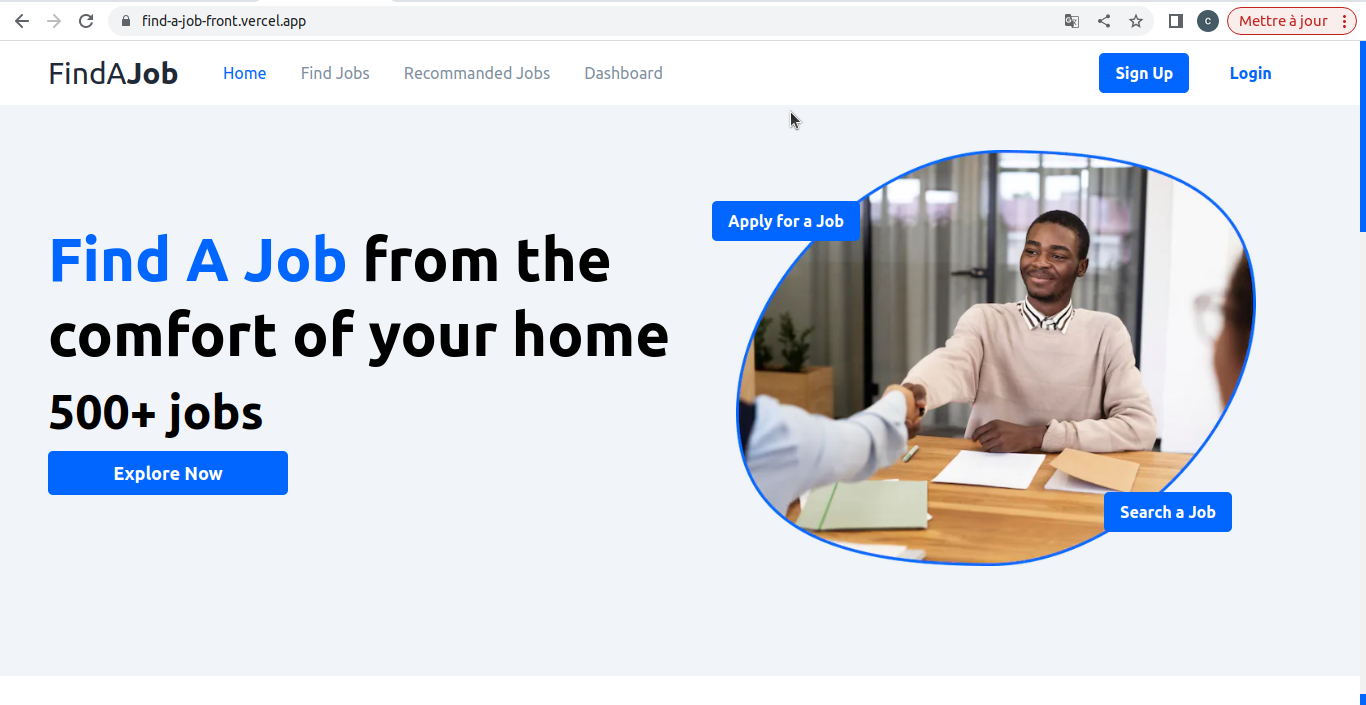 find-a-job-front.vercel.app
C
Mettre à jour
FindAJob
Home
Find Jobs
Recommanded Jobs
Dashboard
Sign Up
Login
Apply for a Job
Find A Job from the
comfort of your home
500+ jobs
Explore Now
Search a Job